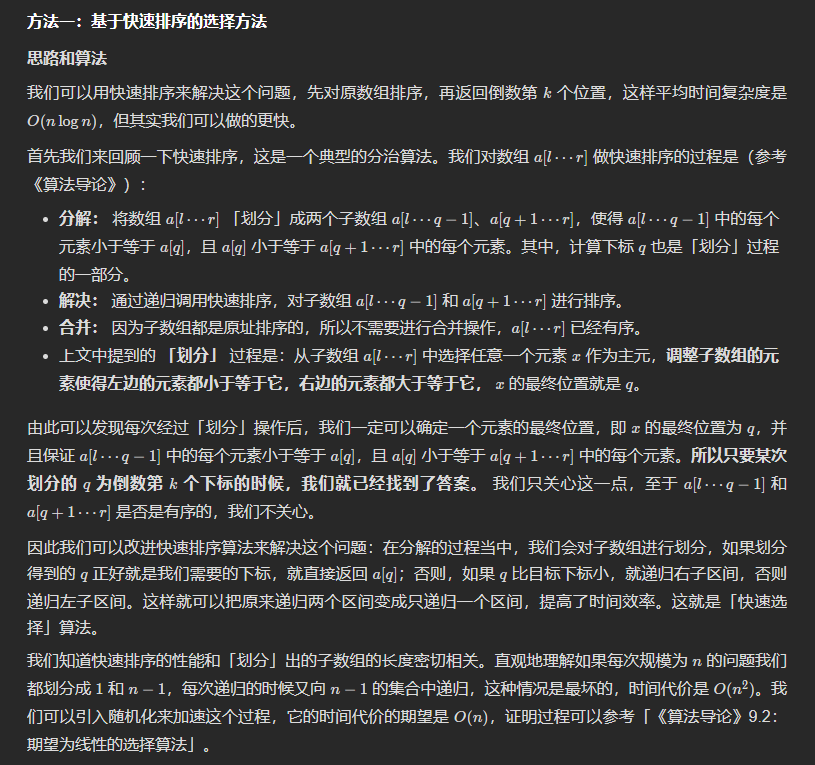 方法一：基于快速排序的选择方法
思路和算法
我们可以用快速排序来解决这个问题，先对原数组排序，再返回倒数第 k 个位置，这样平均时间复杂度是
O(n log n)，但其实我们可以做的更快。
首先我们来回顾一下快速排序，这是一个典型的分治算法。我们对数组 a[l⋯r] 做快速排序的过程是（参考
《算法导论》）：
• 分解： 将数组 a[l⋯r] 「划分」成两个子数组 a[l⋯q−1]、a[q+1⋯r]，使得 a[l⋯q−1] 中的每个
元素小于等于 a[q]，且 a[q] 小于等于 a[q+1⋯r] 中的每个元素。其中，计算下标 q 也是「划分」过程
的一部分。
• 解决： 通过递归调用快速排序，对子数组 a[l⋯q−1] 和 a[q+1⋯r] 进行排序。
• 合并： 因为子数组都是原址排序的，所以不需要进行合并操作，a[l⋯r] 已经有序。
• 上文中提到的 「划分」 过程是：从子数组 a[l⋯r] 中选择任意一个元素 x 作为主元，调整子数组的元
素使得左边的元素都小于等于它，右边的元素都大于等于它， x 的最终位置就是 q。
由此可以发现每次经过「划分」操作后，我们一定可以确定一个元素的最终位置，即 x 的最终位置为 q，并
且保证 a[l⋯q−1] 中的每个元素小于等于 a[q]，且 a[q] 小于等于 a[q+1⋯r] 中的每个元素。所以只要某次
划分的 q 为倒数第 k 个下标的时候，我们就已经找到了答案。 我们只关心这一点，至于 a[l⋯q−1] 和
a[q+1⋯r] 是否是有序的，我们不关心。
因此我们可以改进快速排序算法来解决这个问题：在分解的过程当中，我们会对子数组进行划分，如果划分
得到的 q 正好就是我们需要的下标，就直接返回 a[q]；否则，如果 q 比目标下标小，就递归右子区间，否则
递归左子区间。这样就可以把原来递归两个区间变成只递归一个区间，提高了时间效率。这就是「快速选
择」算法。
我们知道快速排序的性能和「划分」出的子数组的长度密切相关。直观地理解如果每次规模为 n 的问题我们
都划分成 1 和 n−1，每次递归的时候又向 n−1 的集合中递归，这种情况是最坏的，时间代价是 O(n²)。我
们可以引入随机化来加速这个过程，它的时间代价的期望是 O(n)，证明过程可以参考「《算法导论》9.2：
期望为线性的选择算法」。